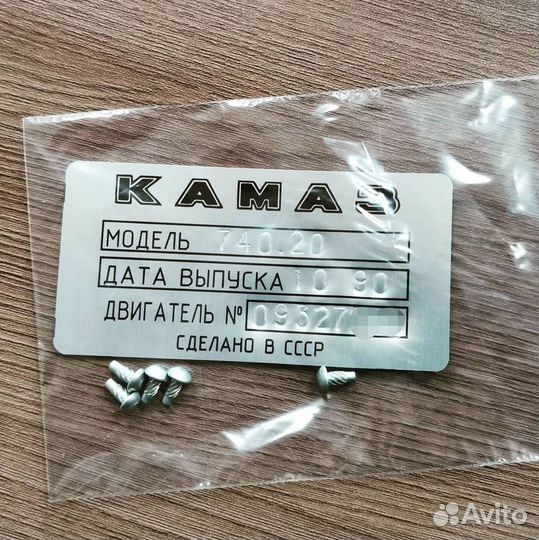 КАМАЗ
МОДЕЛЬ 740.20
ДАТА ВЫПУСКА 10 90
ДВИГАТЕЛЬ № 09327
СДЕЛАНО В СССР
Avito